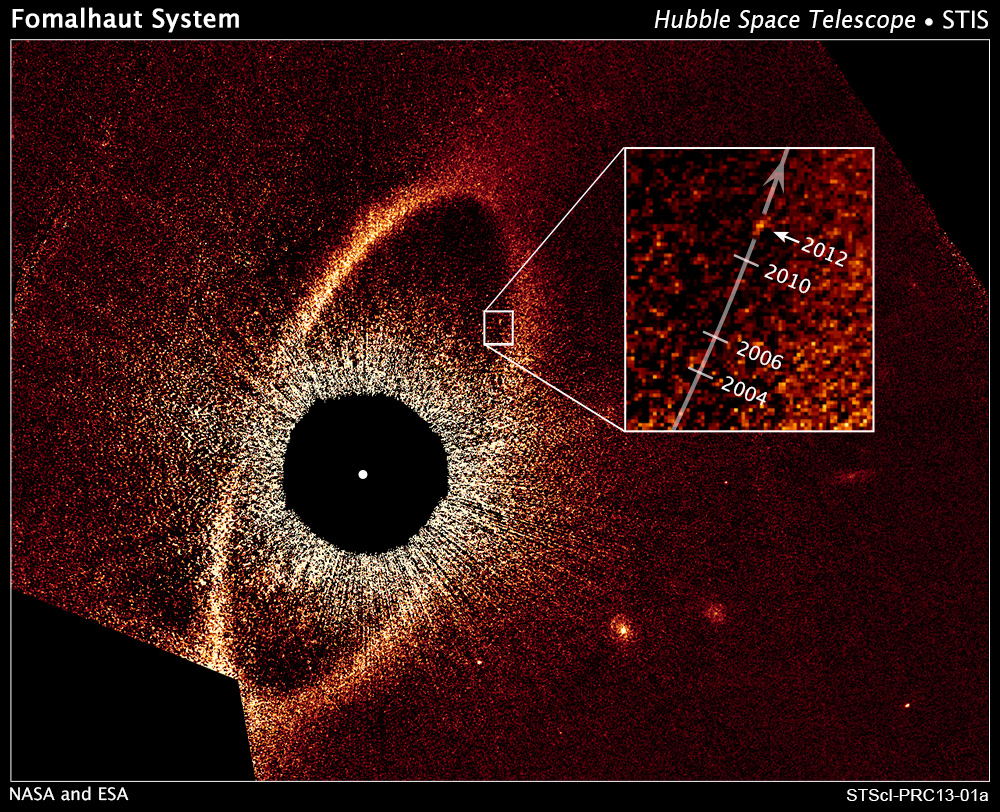 Fomalhaut System
Hubble Space Telescope • STIS
2012
2010
2006
2004
NASA and ESA
STScI-PRC13-01a